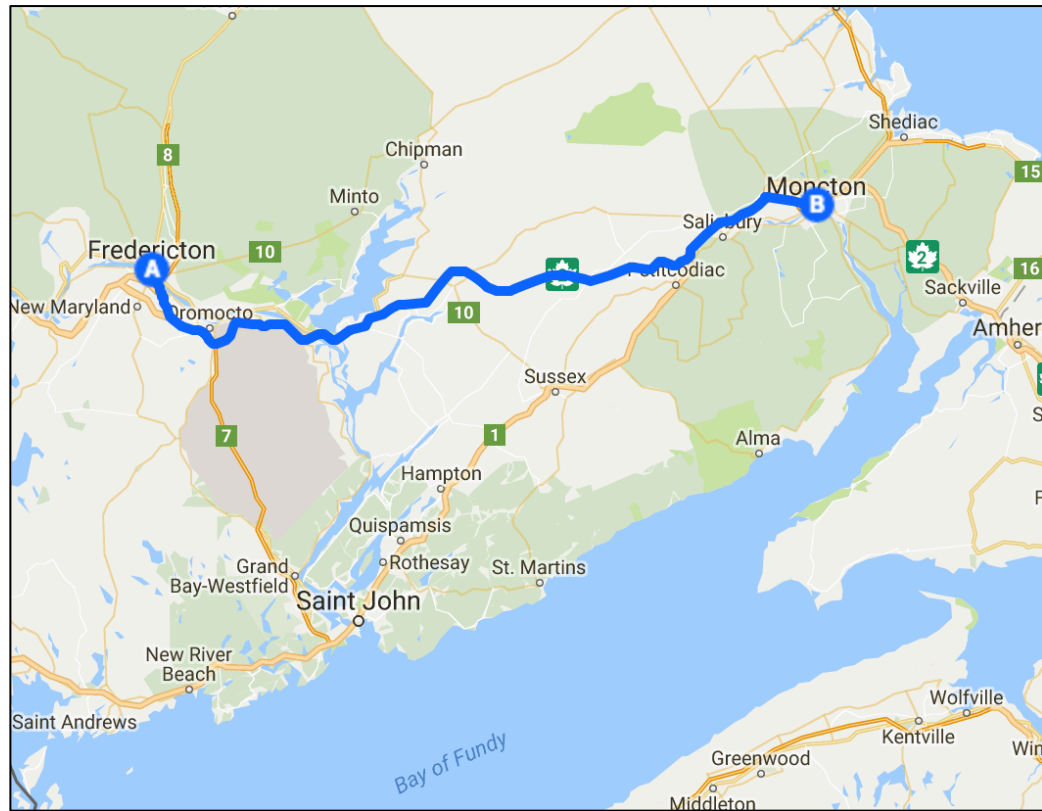 Shediac
8
Chipman
15
Moncton
B
Minto
Salisbury
Fredericton
10
2
A
16
Petitcodiac
New Maryland
Oromocto
10
Sackville
Amher
Sussex
7
1
Alma
Hampton
Quispamsis
Grand
Bay-Westfield
Rothesay
St. Martins
Saint John
New River
Beach
Saint Andrews
Wolfville
Kentville
Bay of Fundy
Greenwood
Win
Middleton